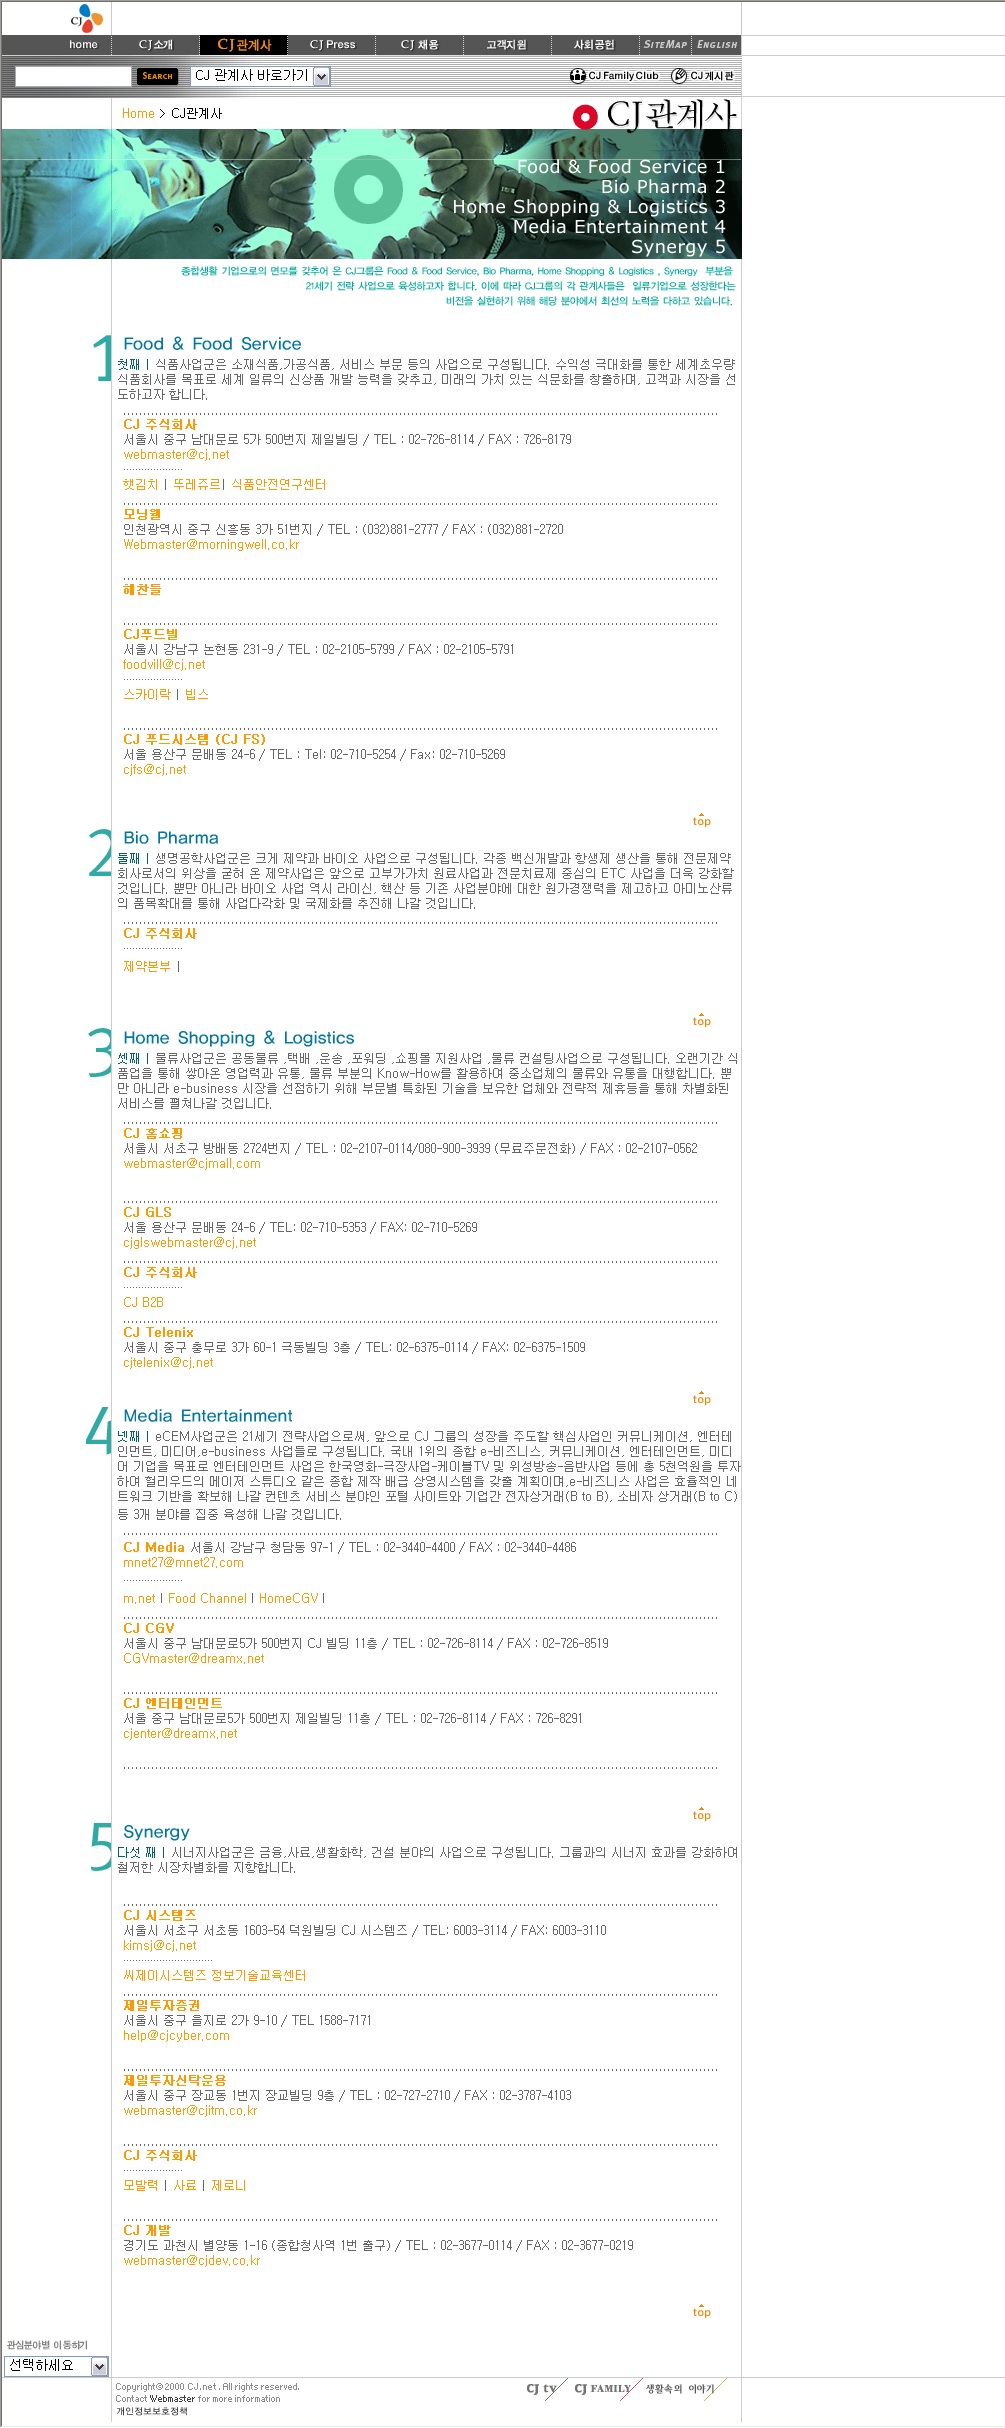 CJ
home CJ소개 CJ관계사 CJ Press CJ 채용 고객지원 사회공헌 SITEMAP ENGLISH
SEARCH CJ 관계사 바로가기 CJ Family Club CJ 게시판
Home > CJ관계사 CJ관계사
Food & Food Service 1
Bio Pharma 2
Home Shopping & Logistics 3
Media Entertainment 4
Synergy 5
종합생활 기업으로의 면모를 갖추어 온 CJ그룹은 Food & Food Service, Bio Pharma, Home Shopping & Logistics , Synergy 부분을
21세기 전략 사업으로 육성하고자 합니다. 이에 따라 CJ그룹의 각 관계사들은 일류기업으로 성장한다는
비전을 실현하기 위해 해당 분야에서 최선의 노력을 다하고 있습니다.
1 Food & Food Service
첫째 | 식품사업군은 소재식품,가공식품, 서비스 부문 등의 사업으로 구성됩니다. 수익성 극대화를 통한 세계초우량
식품회사를 목표로 세계 일류의 신상품 개발 능력을 갖추고, 미래의 가치 있는 식문화를 창출하며, 고객과 시장을 선
도하고자 합니다.
CJ 주식회사
서울시 중구 남대문로 5가 500번지 제일빌딩 / TEL : 02-726-8114 / FAX : 726-8179
webmaster@cj.net
햇김치 | 뚜레쥬르| 식품안전연구센터
모닝웰
인천광역시 중구 신흥동 3가 51번지 / TEL : (032)881-2777 / FAX : (032)881-2720
Webmaster@morningwell.co.kr
해찬들
CJ푸드빌
서울시 강남구 논현동 231-9 / TEL : 02-2105-5799 / FAX : 02-2105-5791
foodvill@cj.net
스카이락 | 빕스
CJ 푸드시스템 (CJ FS)
서울 용산구 문배동 24-6 / TEL : Tel: 02-710-5254 / Fax: 02-710-5269
cjfs@cj.net
top
2 Bio Pharma
둘째 | 생명공학사업군은 크게 제약과 바이오 사업으로 구성됩니다. 각종 백신개발과 항생제 생산을 통해 전문제약
회사로서의 위상을 굳혀 온 제약사업은 앞으로 고부가가치 원료사업과 전문치료제 중심의 ETC 사업을 더욱 강화할
것입니다. 뿐만 아니라 바이오 사업 역시 라이신, 핵산 등 기존 사업분야에 대한 원가경쟁력을 제고하고 아미노산류
의 품목확대를 통해 사업다각화 및 국제화를 추진해 나갈 것입니다.
CJ 주식회사
제약본부 |
top
3 Home Shopping & Logistics
셋째 | 물류사업군은 공동물류 ,택배 ,운송 ,포워딩 ,쇼핑몰 지원사업 ,물류 컨설팅사업으로 구성됩니다. 오랜기간 식
품업을 통해 쌓아온 영업력과 유통, 물류 부분의 Know-How를 활용하여 중소업체의 물류와 유통을 대행합니다. 뿐
만 아니라 e-business 시장을 선점하기 위해 부문별 특화된 기술을 보유한 업체와 전략적 제휴등을 통해 차별화된
서비스를 펼쳐나갈 것입니다.
CJ 홈쇼핑
서울시 서초구 방배동 2724번지 / TEL : 02-2107-0114/080-900-3939 (무료주문전화) / FAX : 02-2107-0562
webmaster@cjmall.com
CJ GLS
서울 용산구 문배동 24-6 / TEL: 02-710-5353 / FAX: 02-710-5269
cjglswebmaster@cj.net
CJ 주식회사
CJ B2B
CJ Telenix
서울시 중구 충무로 3가 60-1 극동빌딩 3층 / TEL: 02-6375-0114 / FAX: 02-6375-1509
cjtelenix@cj.net
top
4 Media Entertainment
넷째 | eCEM사업군은 21세기 전략사업으로써, 앞으로 CJ 그룹의 성장을 주도할 핵심사업인 커뮤니케이션, 엔터테
인먼트, 미디어,e-business 사업들로 구성됩니다. 국내 1위의 종합 e-비즈니스, 커뮤니케이션, 엔터테인먼트, 미디
어 기업을 목표로 엔터테인먼트 사업은 한국영화-극장사업-케이블TV 및 위성방송-음반사업 등에 총 5천억원을 투자
하여 헐리우드의 메이저 스튜디오 같은 종합 제작 배급 상영시스템을 갖출 계획이며,e-비즈니스 사업은 효율적인 네
트워크 기반을 확보해 나갈 컨텐츠 서비스 분야인 포털 사이트와 기업간 전자상거래(B to B), 소비자 상거래(B to C)
등 3개 분야를 집중 육성해 나갈 것입니다.
CJ Media 서울시 강남구 청담동 97-1 / TEL : 02-3440-4400 / FAX : 02-3440-4486
mnet27@mnet27.com
m.net | Food Channel | HomeCGV |
CJ CGV
서울시 중구 남대문로5가 500번지 CJ 빌딩 11층 / TEL : 02-726-8114 / FAX : 02-726-8519
CGVmaster@dreamx.net
CJ 엔터테인먼트
서울 중구 남대문로5가 500번지 제일빌딩 11층 / TEL : 02-726-8114 / FAX : 726-8291
cjenter@dreamx.net
top
5 Synergy
다섯 째 | 시너지사업군은 금융,사료,생활화학, 건설 분야의 사업으로 구성됩니다. 그룹과의 시너지 효과를 강화하여
철저한 시장차별화를 지향합니다.
CJ 시스템즈
서울시 서초구 서초동 1603-54 덕원빌딩 CJ 시스템즈 / TEL: 6003-3114 / FAX: 6003-3110
kimsj@cj.net
씨제이시스템즈 정보기술교육센터
제일투자증권
서울시 중구 을지로 2가 9-10 / TEL 1588-7171
help@cjcyber.com
제일투자신탁운용
서울시 중구 장교동 1번지 장교빌딩 9층 / TEL : 02-727-2710 / FAX : 02-3787-4103
webmaster@cjitm.co.kr
CJ 주식회사
모발력 | 사료 | 제로니
CJ 개발
경기도 과천시 별양동 1-16 (종합청사역 1번 출구) / TEL : 02-3677-0114 / FAX : 02-3677-0219
webmaster@cjdev.co.kr
top
관심분야별 이동하기
선택하세요
Copyright©2000 CJ.net . All rights reserved.
Contact Webmaster for more information
개인정보보호정책
CJ tv CJ FAMILY 생활속의 이야기